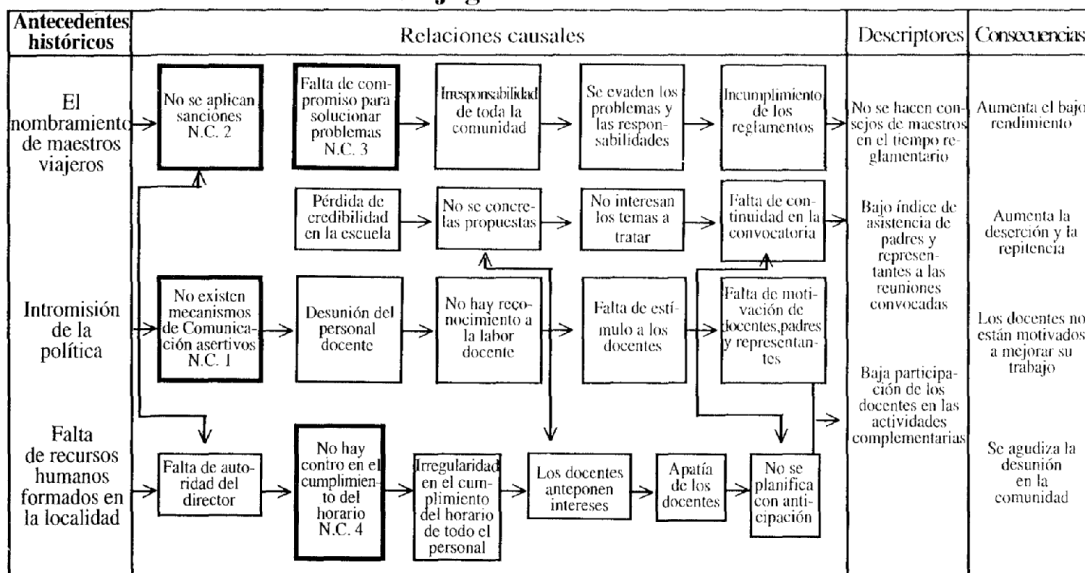 Antecedentes
históricos
Relaciones causales
Descriptores
Consecuencias
El
nombramiento
de maestros
viajeros
No se aplican
sanciones
N.C. 2
Falta de com-
promiso para
solucionar
problemas
N.C. 3
Irresponsabilidad
de toda la
comunidad
Se evaden los
problemas y
las respon-
sabilidades
Incumplimiento
de los
reglamentos
No se hacen con-
sejos de maestros
en el tiempo re-
glamentario
Aumenta el bajo
rendimiento
Pérdida de
credibilidad
en la escuela
No se concre-
las propuestas
No interesan
los temas a
tratar
Falta de con-
tinuidad en la
convocatoria
Bajo índice de
asistencia de
padres y
represen-
tantes a las
reuniones
convocadas
Aumenta la
deserción y la
repitencia
Intromisión
de la
política
No existen
mecanismos
de Comunica-
ción asertivos
N.C. 1
Desunión del
personal
docente
No hay reco-
nocimiento a
la labor
docente
Falta de estí-
mulo a los
docentes
Falta de moti-
vación de
docentes,padres
y representan-
tes
Los docentes no
están motivados
a mejorar su
trabajo
Falta
de recursos
humanos
formados en
la localidad
Falta de auto-
ridad del
director
No hay
contro en el
cumplimiento
del
horario
N.C. 4
Irregularidad
en el cum-
plimiento
del horario
de todo el
personal
Los docentes
anteponen
intereses
Apatía
de los
docentes
No se
planifica
con anti-
cipación
Baja participa-
ción de los
docentes en las
actividades
complementarias
Se agudiza la
desunión
en la
comunidad